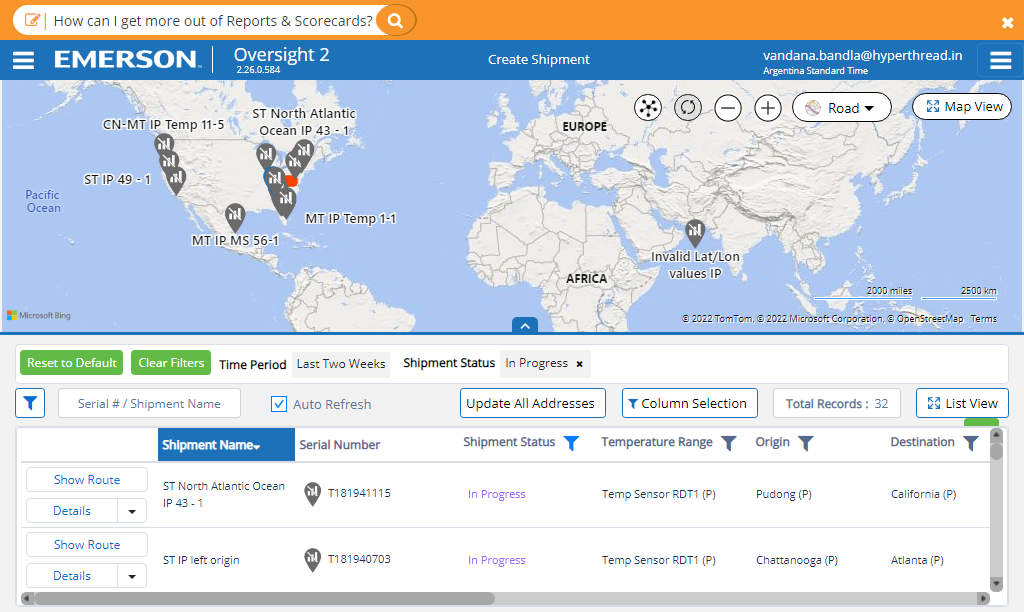 How can I get more out of Reports & Scorecards?
EMERSON
Oversight 2
2.26.0.584
Create Shipment
vandana.bandla@hyperthread.in
Argentina Standard Time
Road
Map View
CN-MT IP Temp 11-5
ST North Atlantic
Ocean IP 43 - 1
EUROPE
ST IP 49 - 1
Pacific
Ocean
MT IP Temp 1-1
MT IP MS 56-1
Invalid Lat/Lon
values IP
AFRICA
2000 miles
2500 km
Microsoft Bing
© 2022 TomTom, © 2022 Microsoft Corporation, © OpenStreetMap Terms
Reset to Default
Clear Filters
Time Period
Last Two Weeks
Shipment Status
In Progress ×
Serial # / Shipment Name
Auto Refresh
Update All Addresses
Column Selection
Total Records : 32
List View
Shipment Name
Serial Number
Shipment Status
Temperature Range
Origin
Destination
Show Route
Details
ST North Atlantic Ocean
IP 43 - 1
T181941115
In Progress
Temp Sensor RDT1 (P)
Pudong (P)
California (P)
Show Route
Details
ST IP left origin
T181940703
In Progress
Temp Sensor RDT1 (P)
Chattanooga (P)
Atlanta (P)